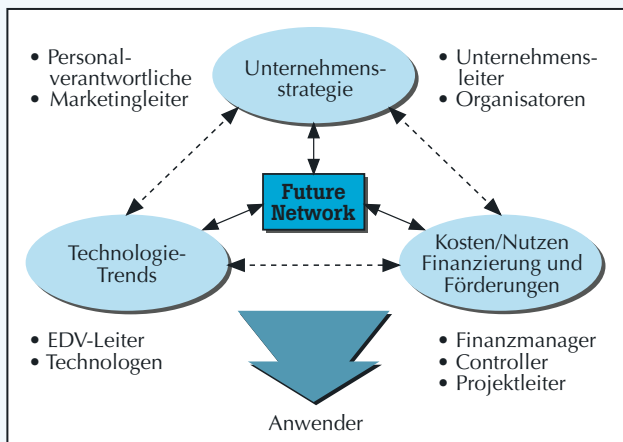 • Personal-
verantwortliche
• Marketingleiter
Unternehmens-
strategie
• Unternehmens-
leiter
• Organisatoren
Future
Network
Technologie-
Trends
Kosten/Nutzen
Finanzierung und
Förderungen
• EDV-Leiter
• Technologen
• Finanzmanager
• Controller
• Projektleiter
Anwender